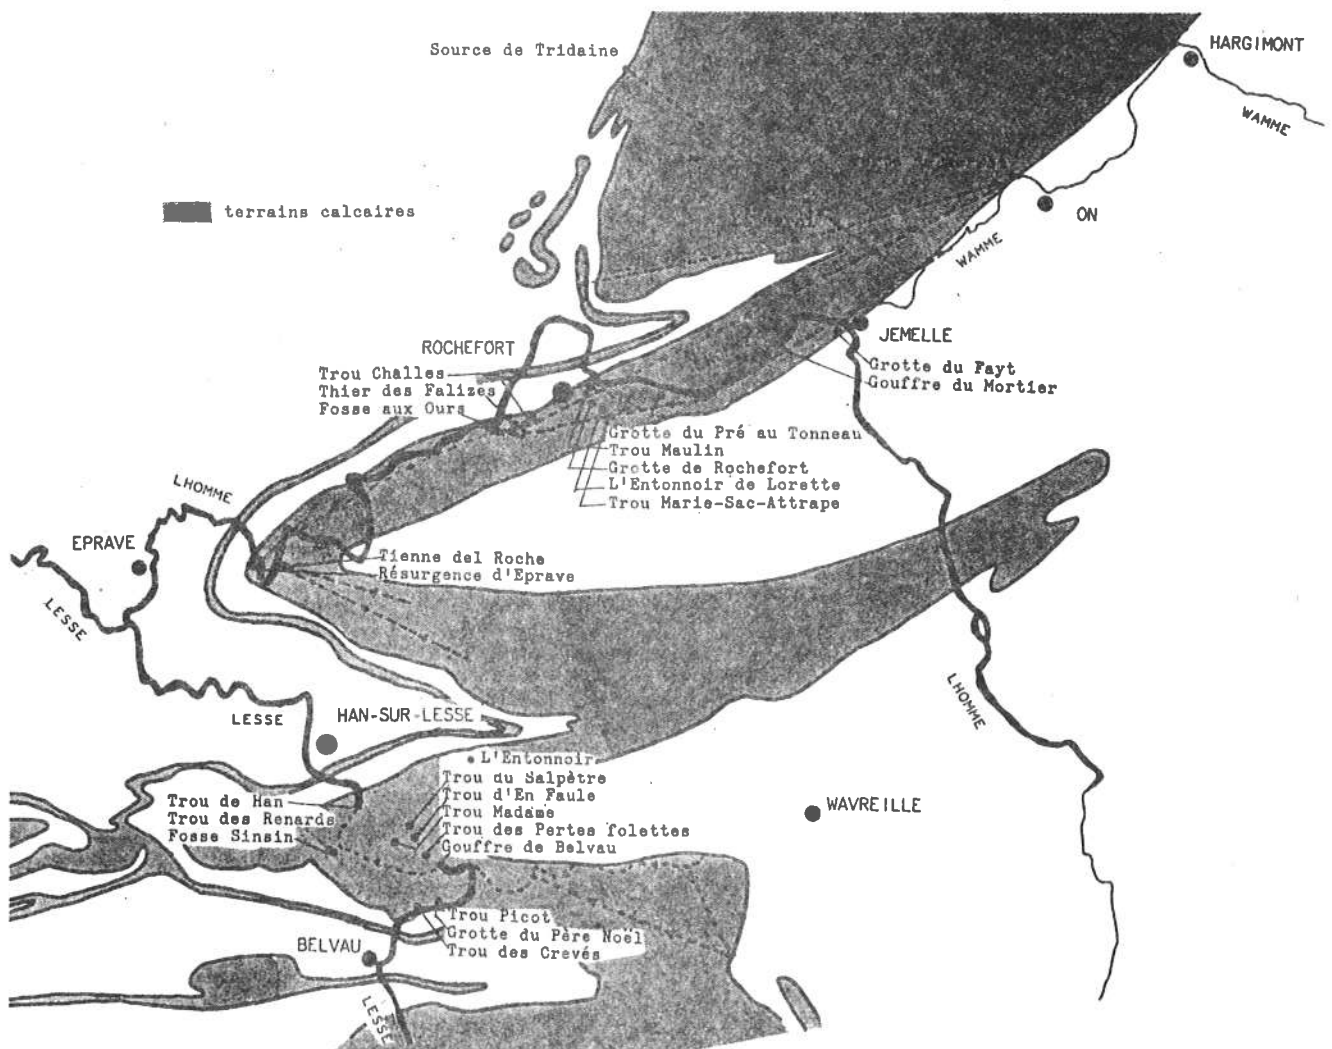 Source de Tridaine
HARGIMONT
WAMME
terrains calcaires
ON
WAMME
ROCHEFORT
JEMELLE
Trou Challes
Thier des Falizes
Fosse aux Ours
Grotte du Fayt
Gouffre du Mortier
Grotte du Pré au Tonneau
Trou Maulin
Grotte de Rochefort
L'Entonnoir de Lorette
Trou Marie-Sac-Attrape
LHOMME
EPRAVE
Tienne del Roche
Résurgence d'Eprave
LESSE
LESSE
HAN-SUR-LESSE
LHOMME
L'Entonnoir
Trou du Salpètre
Trou d'En Faule
Trou Madame
Trou des Pertes folettes
Gouffre de Belvau
Trou de Han
Trou des Renards
Fosse Sinsin
WAVREILLE
Trou Picot
Grotte du Père Noël
Trou des Crevés
BELVAU
LESSE